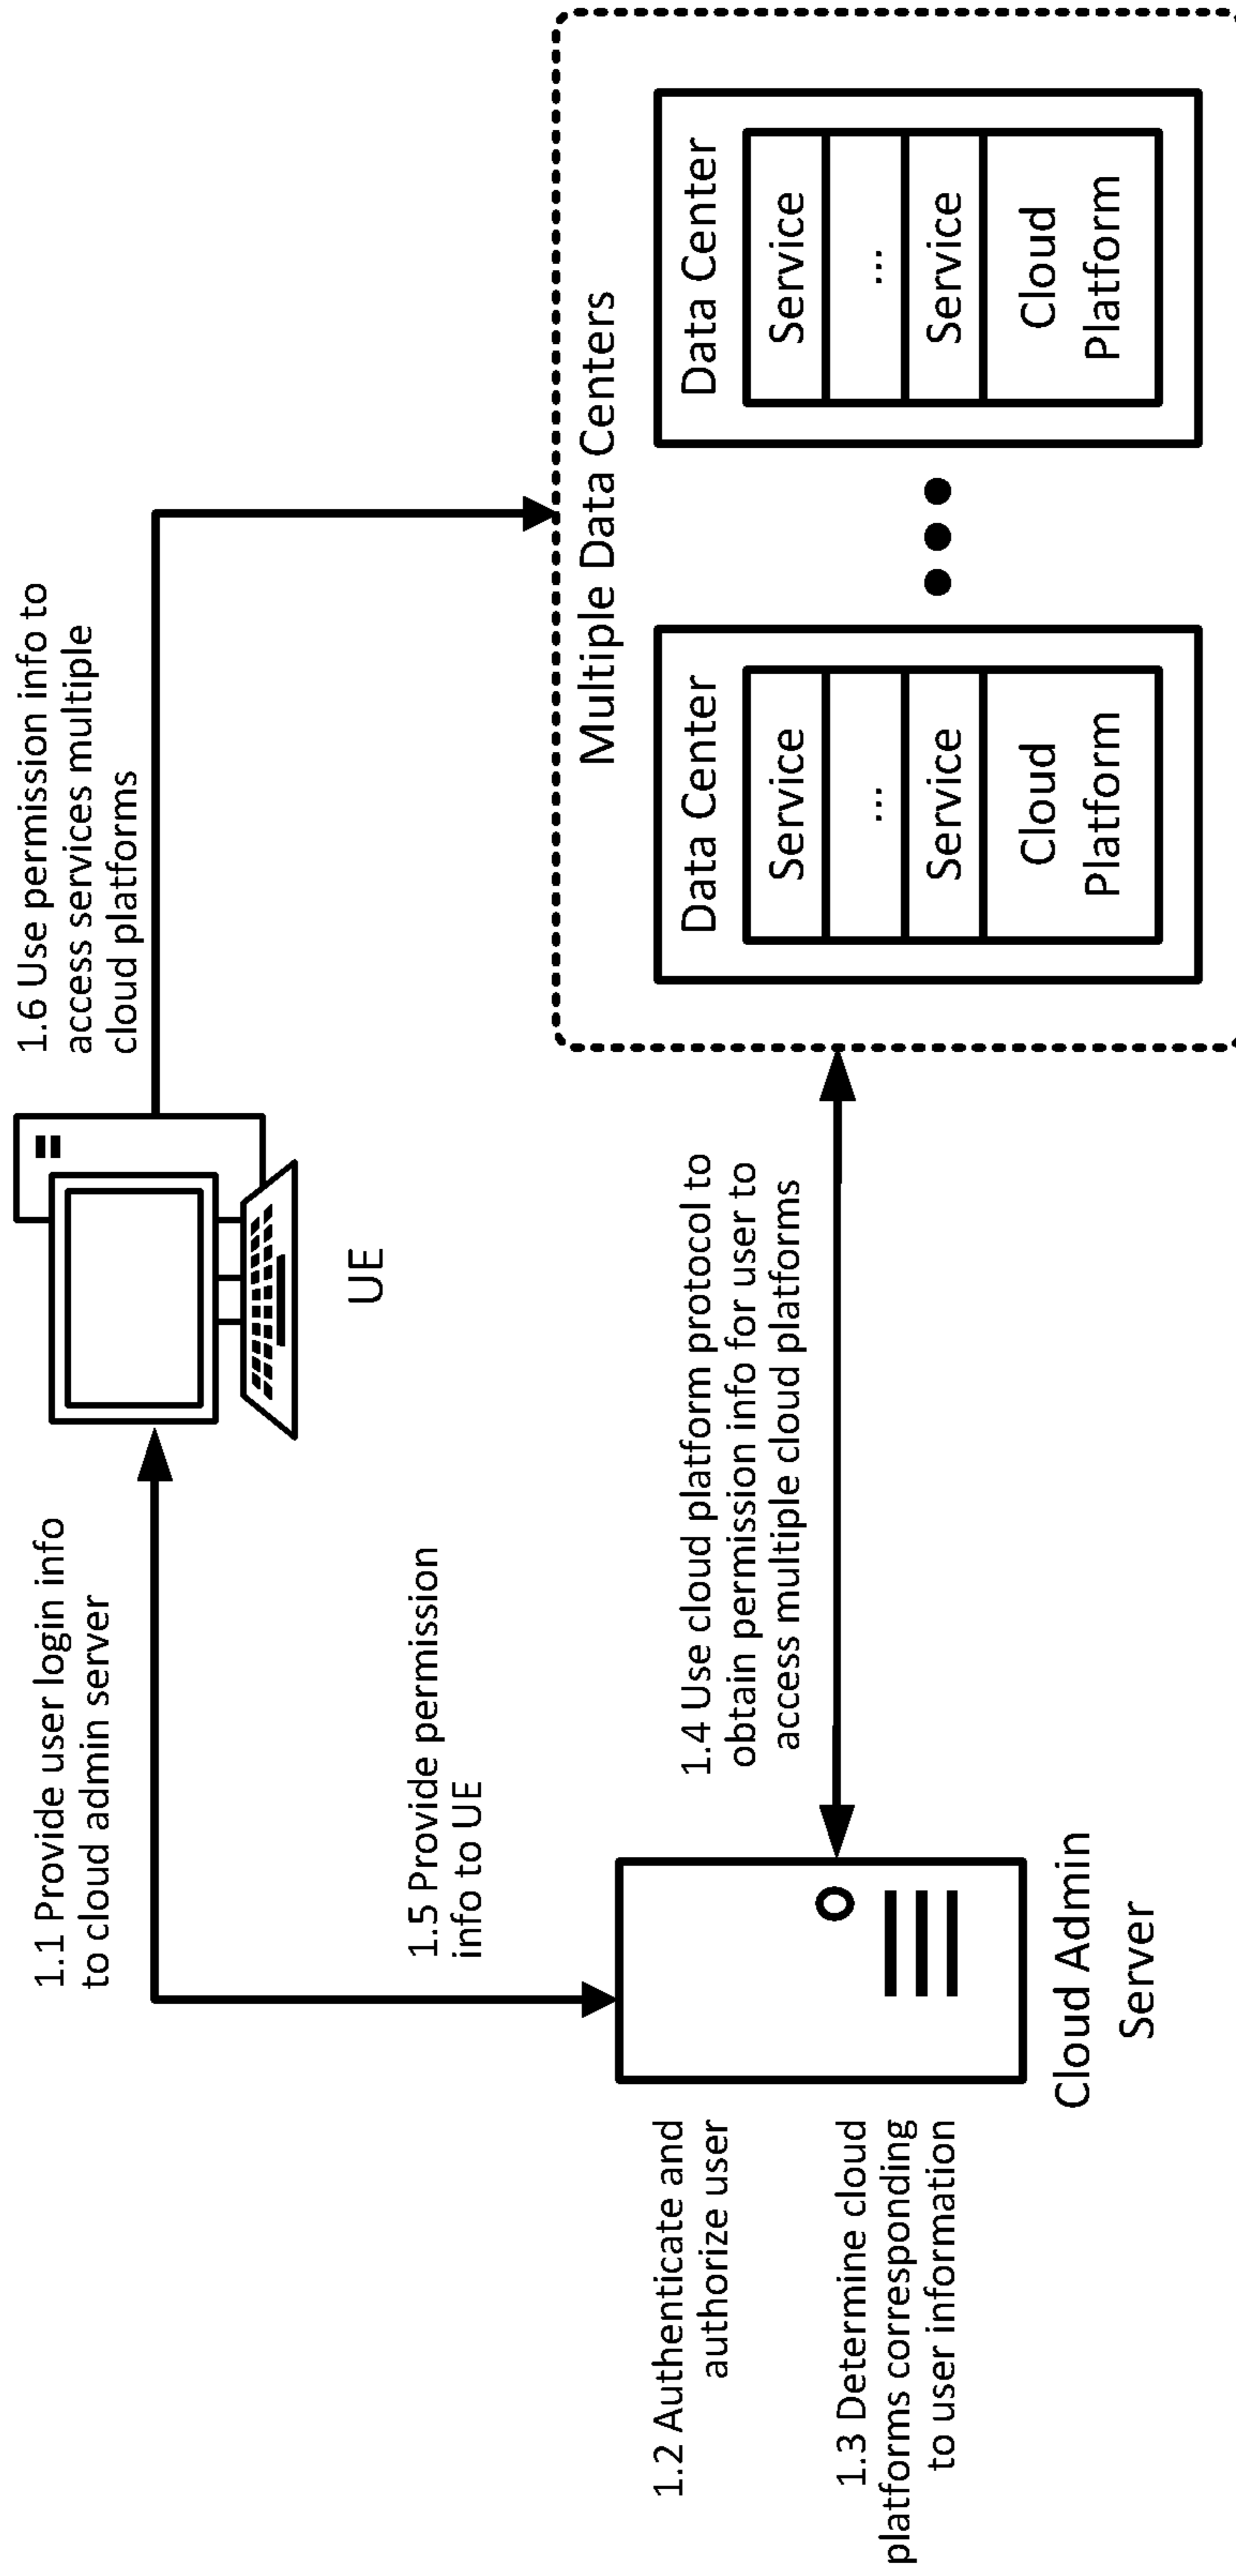 1.1 Provide user login info
to cloud admin server
1.6 Use permission info to
access services multiple
cloud platforms
UE
1.5 Provide permission
info to UE
1.2 Authenticate and
authorize user
1.3 Determine cloud
platforms corresponding
to user information
Cloud Admin
Server
1.4 Use cloud platform protocol to
obtain permission info for user to
access multiple cloud platforms
Multiple Data Centers
Data Center
Service
...
Service
Cloud
Platform
Data Center
Service
...
Service
Cloud
Platform